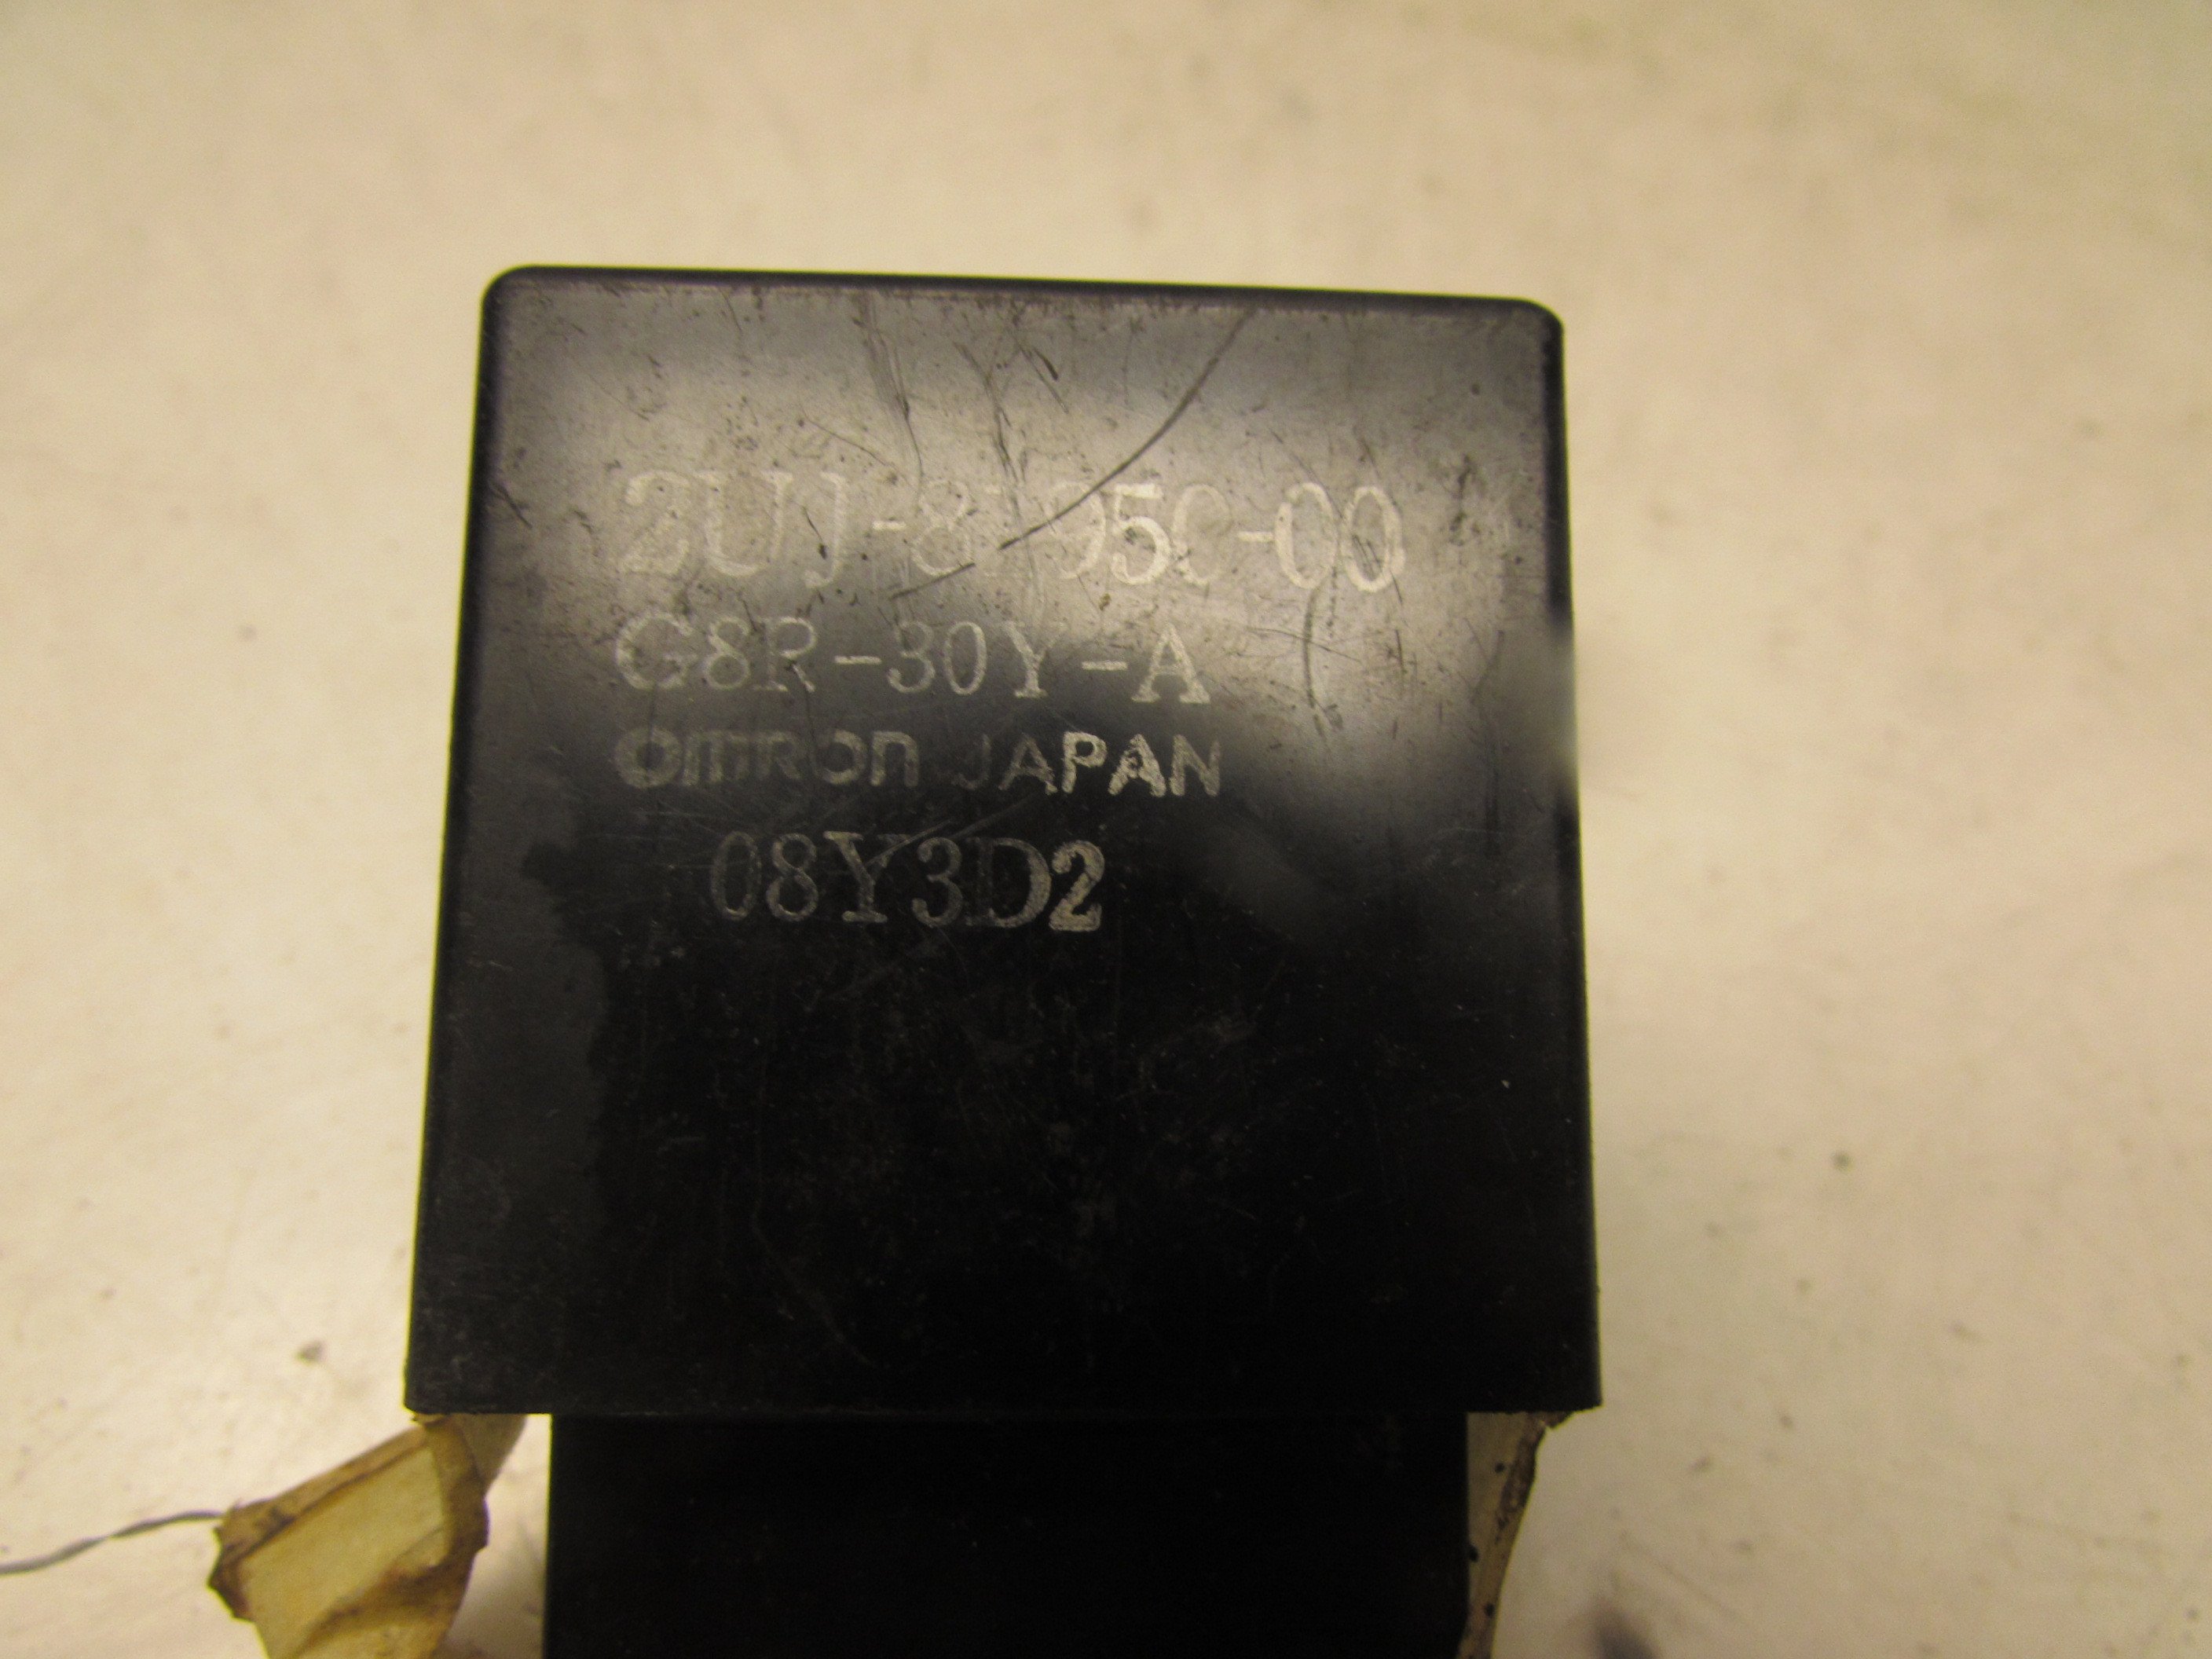 2UJ-81950-00
G8R-30Y-A
OMRON JAPAN
08Y3D2